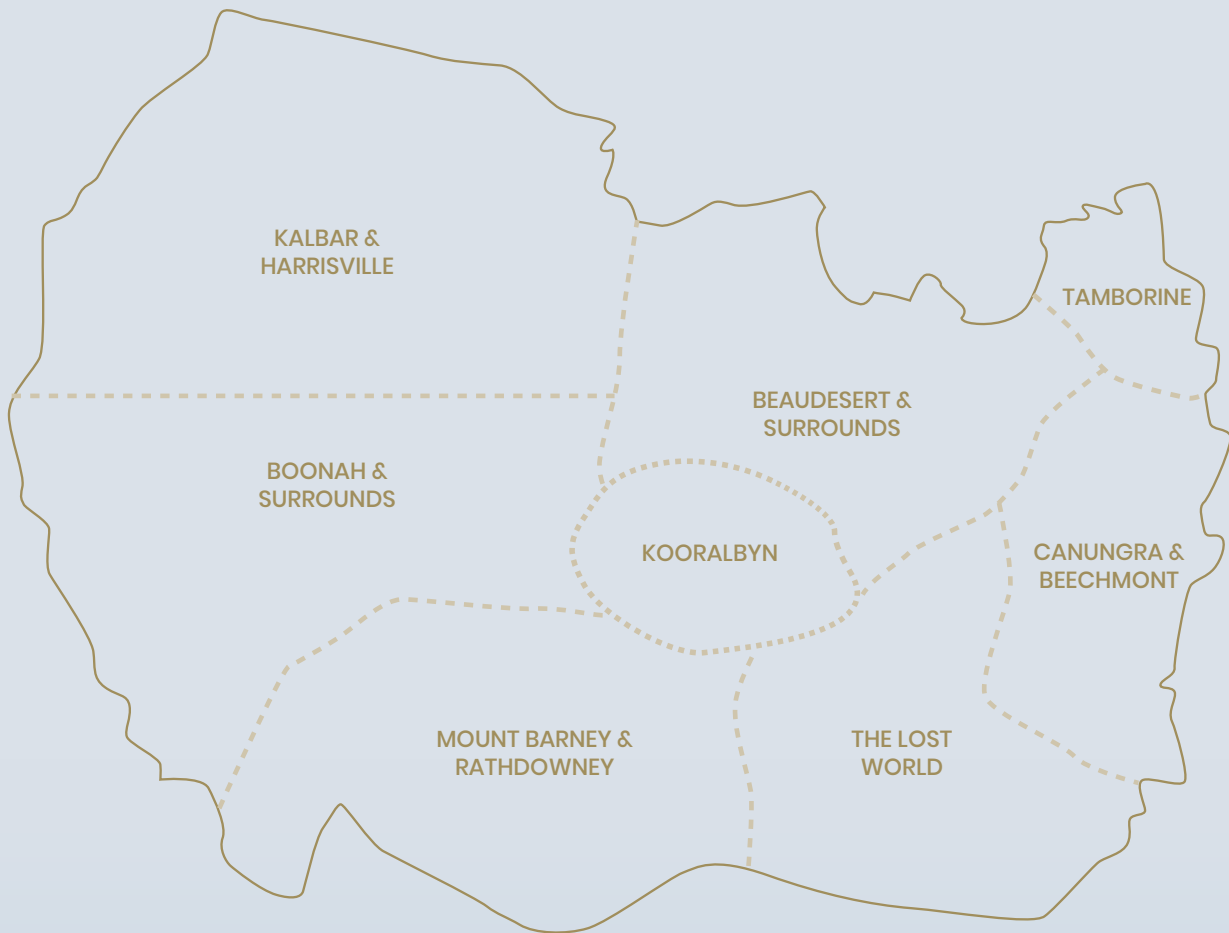 KALBAR &
HARRISVILLE
TAMBORINE
BEAUDESERT &
SURROUNDS
BOONAH &
SURROUNDS
KOORALBYN
CANUNGRA &
BEECHMONT
MOUNT BARNEY &
RATHDOWNEY
THE LOST
WORLD